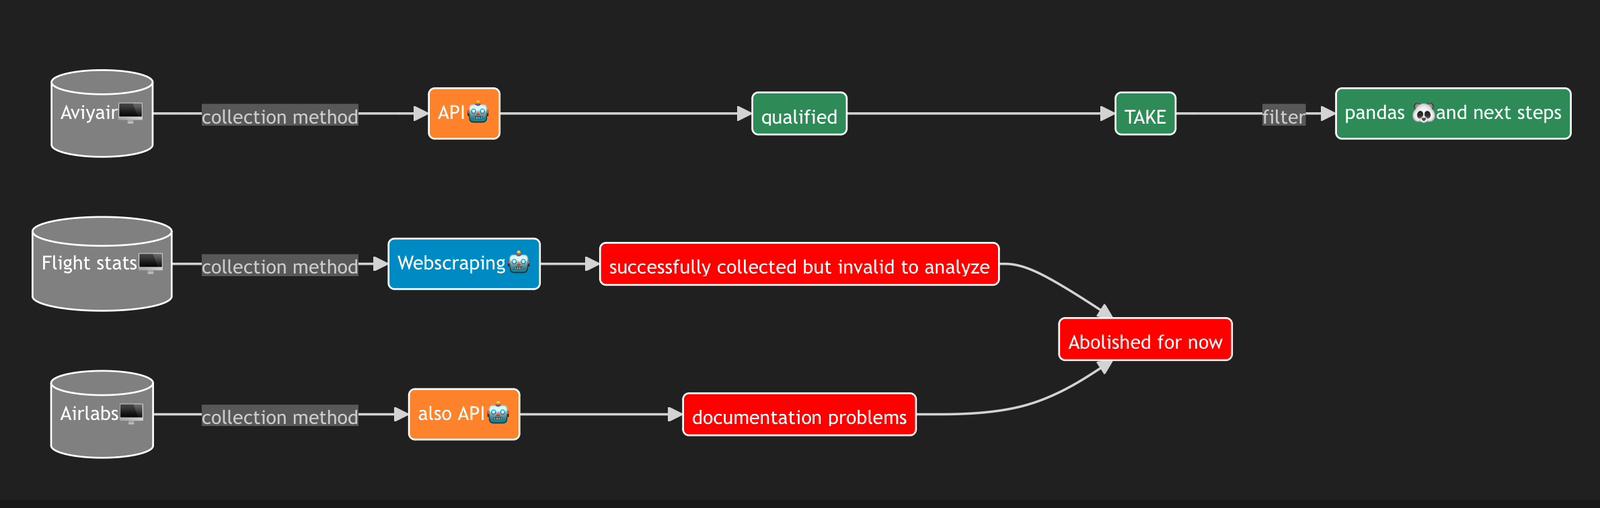 Aviyair🖥️ collection method API🤖 qualified TAKE filter pandas 🐼and next steps
Flight stats🖥️ collection method Webscraping🤖 successfully collected but invalid to analyze
Abolished for now
Airlabs🖥️ collection method also API🤖 documentation problems